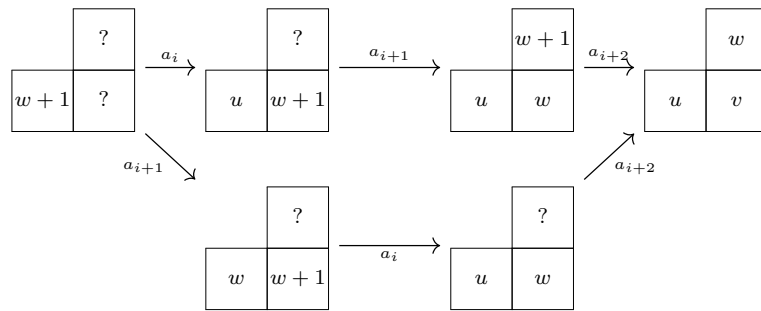 ? ? w + 1 w
a_i a_{i+1} a_{i+2}
w + 1 ? u w + 1 u w u v
a_{i+1} a_{i+2}
? ?
a_i
w w + 1 u w